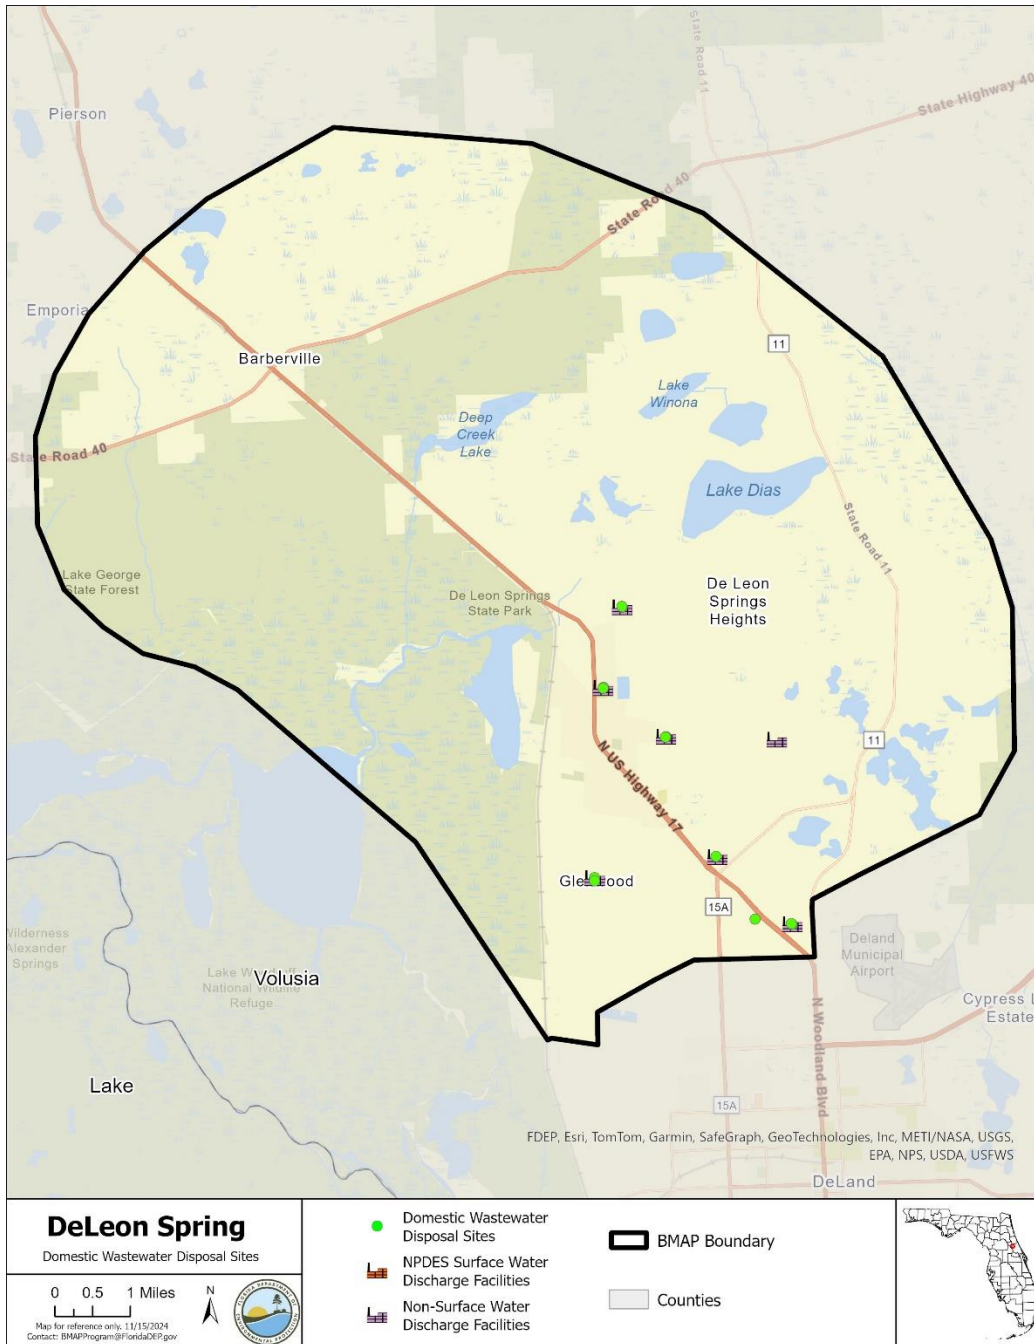 Pierson
State Road 11
State Highway 40
State Road 40
Emporia
Barberville
11
Lake
Winona
Deep
Creek
Lake
State Road 40
Lake Dias
State Road 11
Lake George
State Forest
De Leon Springs
State Park
De Leon
Springs
Heights
N US Highway 17
11
15A
Wilderness
Alexander
Springs
Volusia
National
Refuge
Deland
Municipal
Airport
Cypress L
Estate
Lake
N Woodland Blvd
15A
FDEP, Esri, TomTom, Garmin, SafeGraph, GeoTechnologies, Inc, METI/NASA, USGS,
EPA, NPS, USDA, USFWS
DeLand
DeLeon Spring
Domestic Wastewater Disposal Sites
0 0.5 1 Miles
N
Map for reference only. 11/15/2024
Contact: BMAPProgram@FloridaDEP.gov
FLORIDA DEPARTMENT OF
ENVIRONMENTAL PROTECTION
Domestic Wastewater
Disposal Sites
NPDES Surface Water
Discharge Facilities
Non-Surface Water
Discharge Facilities
BMAP Boundary
Counties